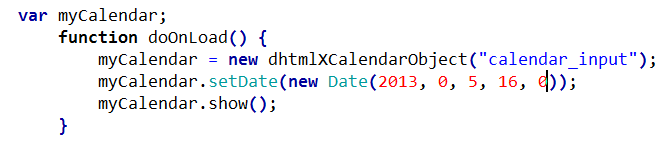 var myCalendar;
function doOnLoad() {
myCalendar = new dhtmlXCalendarObject("calendar_input");
myCalendar.setDate(new Date(2013, 0, 5, 16, 0));
myCalendar.show();
}